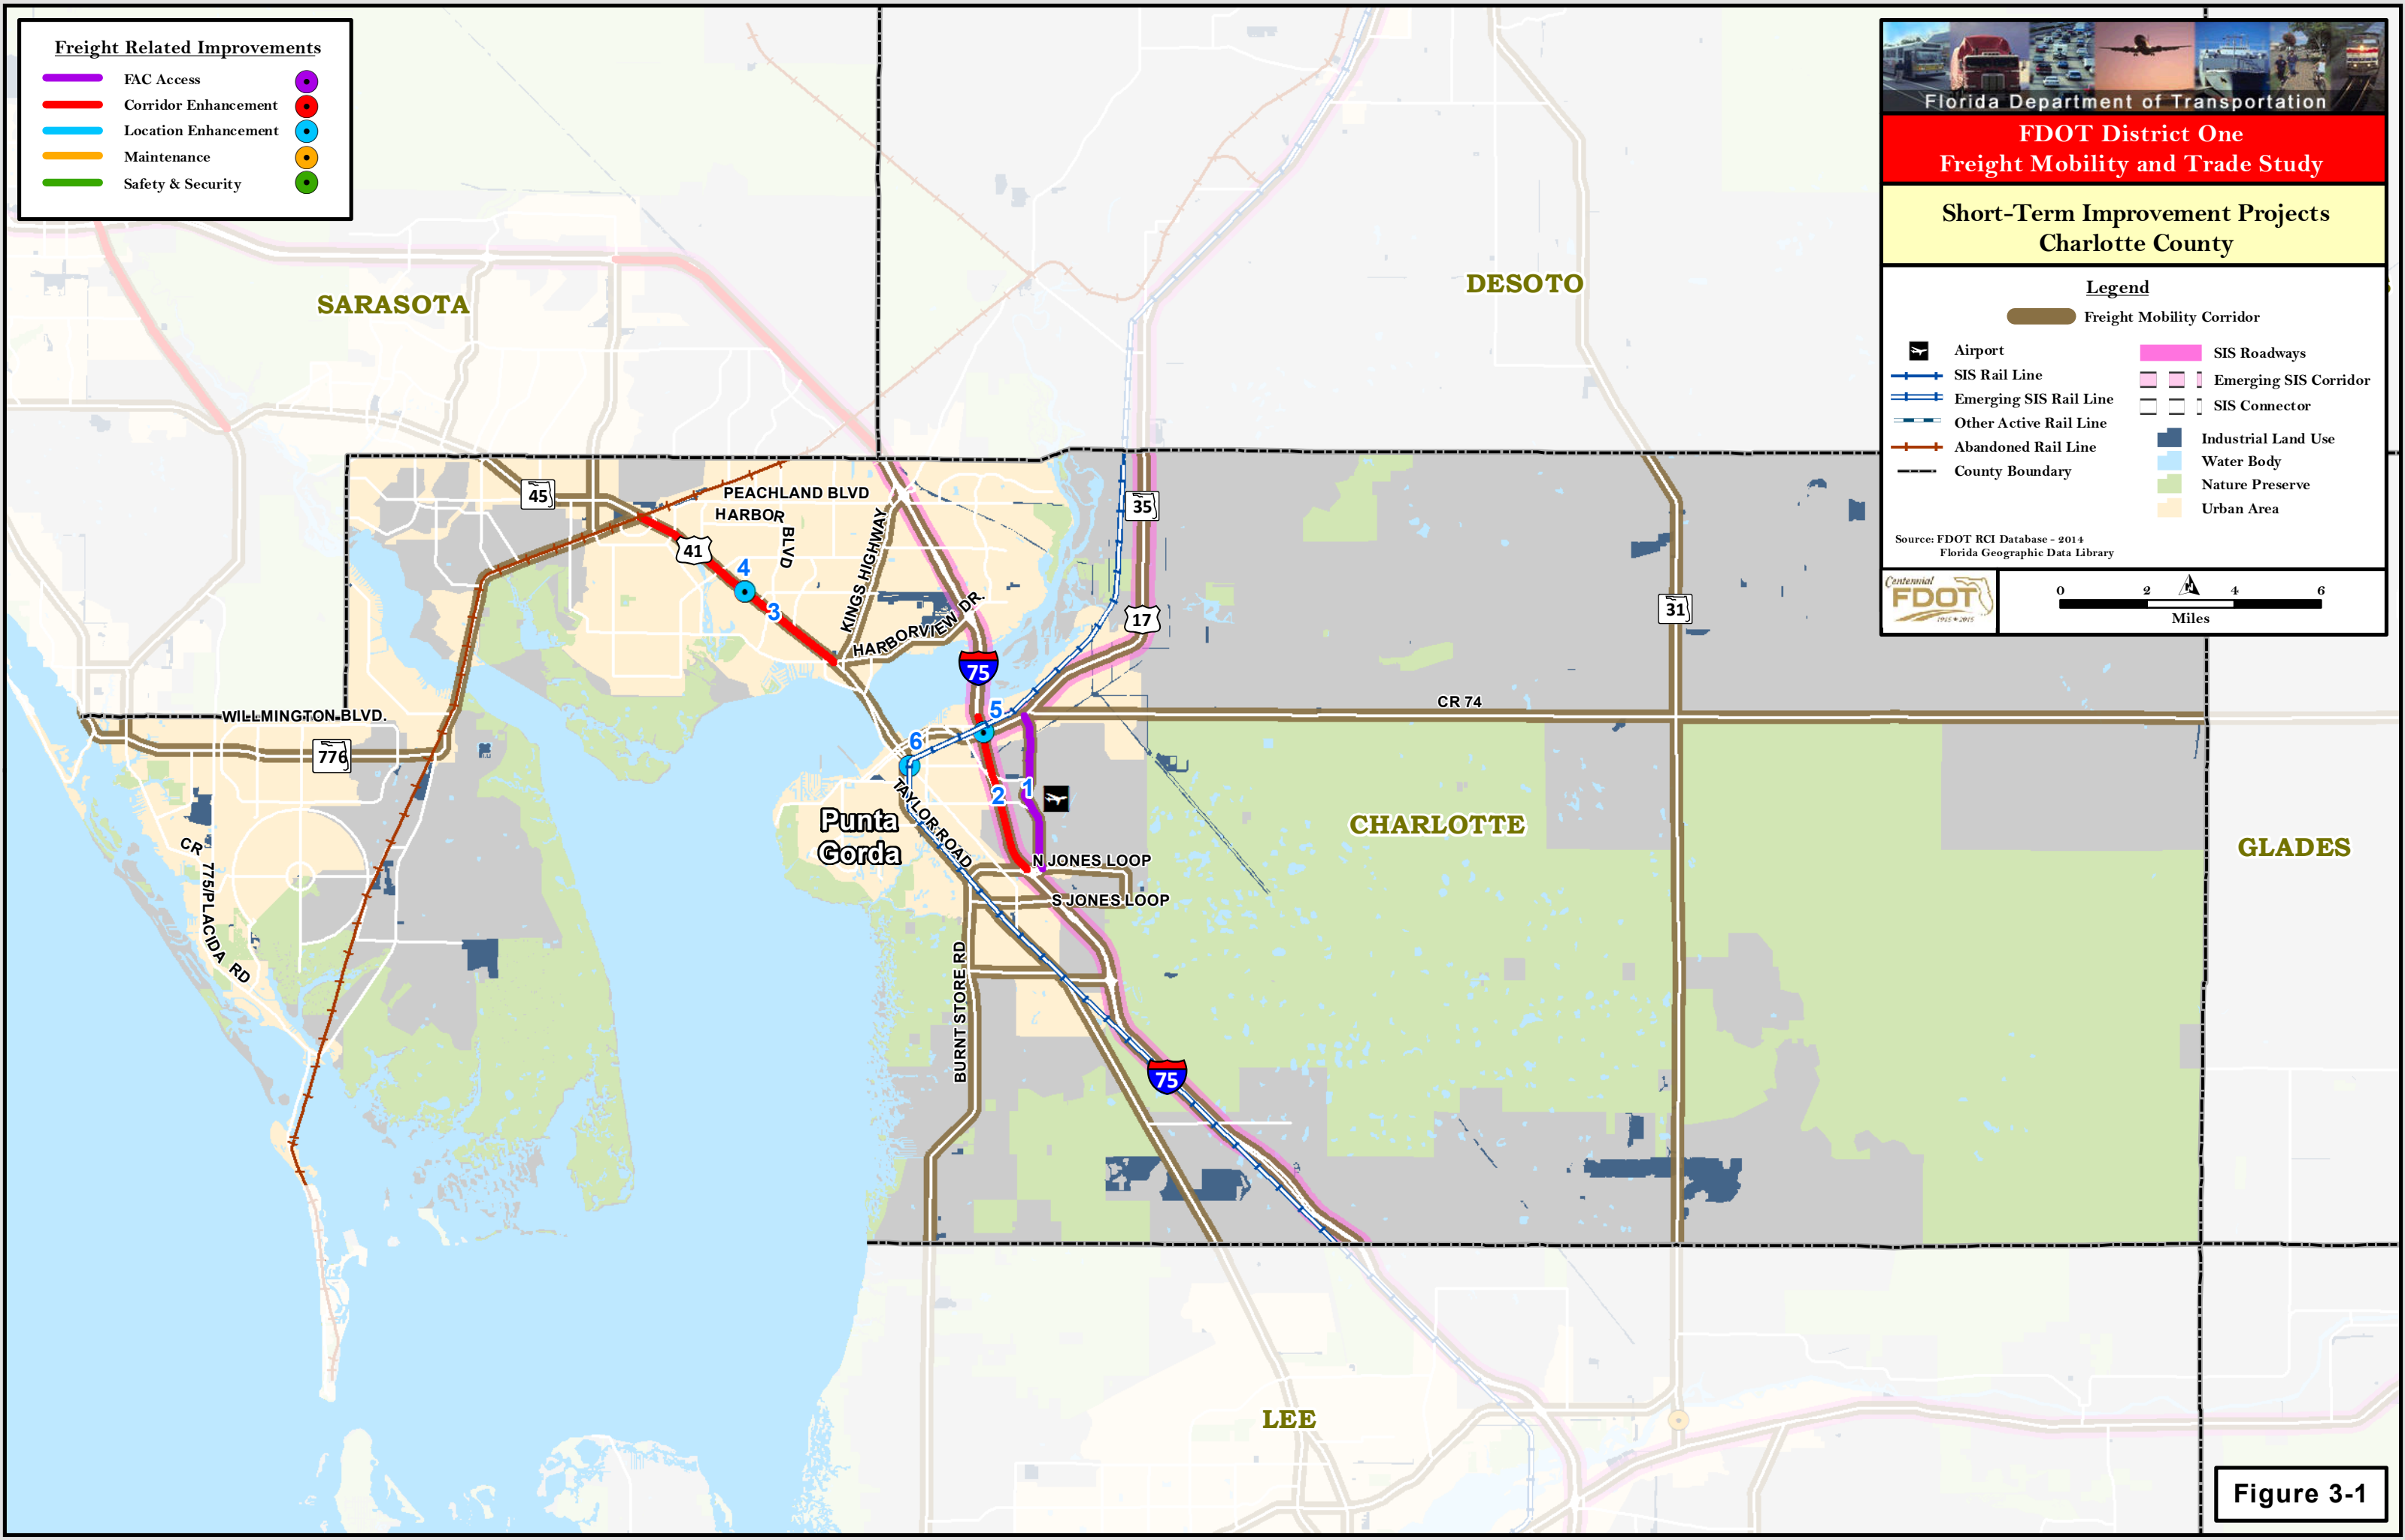 Freight Related Improvements
FAC Access
Corridor Enhancement
Location Enhancement
Maintenance
Safety & Security
Florida Department of Transportation
FDOT District One
Freight Mobility and Trade Study
Short-Term Improvement Projects
Charlotte County
Legend
Freight Mobility Corridor
Airport
SIS Rail Line
Emerging SIS Rail Line
Other Active Rail Line
Abandoned Rail Line
County Boundary
SIS Roadways
Emerging SIS Corridor
SIS Connector
Industrial Land Use
Water Body
Nature Preserve
Urban Area
Source: FDOT RCI Database - 2014
Florida Geographic Data Library
Centennial
FDOT
1915 * 2015
0 2 4 6
Miles
SARASOTA
DESOTO
45
PEACHLAND BLVD
HARBOR BLVD
35
41
4
3
KINGS HIGHWAY
HARBORVIEW DR.
17
31
75
CR 74
WILLMINGTON BLVD.
776
5
6
2
1
TAYLOR ROAD
Punta
Gorda
CHARLOTTE
GLADES
CR 775/PLACIDA RD
N JONES LOOP
S JONES LOOP
BURNT STORE RD
75
LEE
Figure 3-1